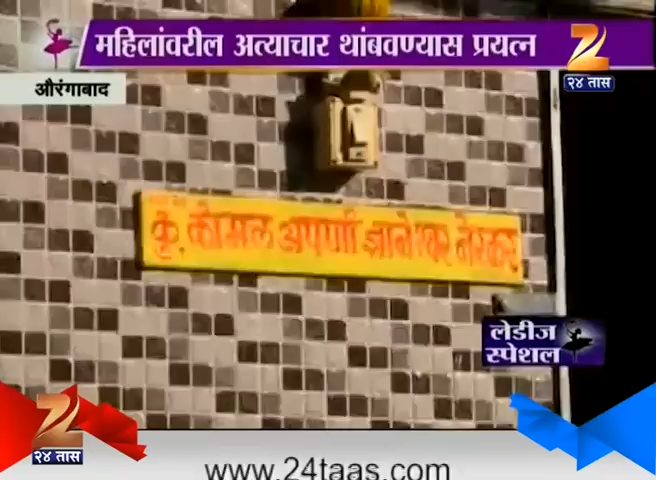 महिलांवरील अत्याचार थांबवण्यास प्रयत्न
२४ तास
औरंगाबाद
कु. कोमल अपर्णा ज्ञानेश्वर
लेडीज
स्पेशल
२४ तास
www.24taas.com